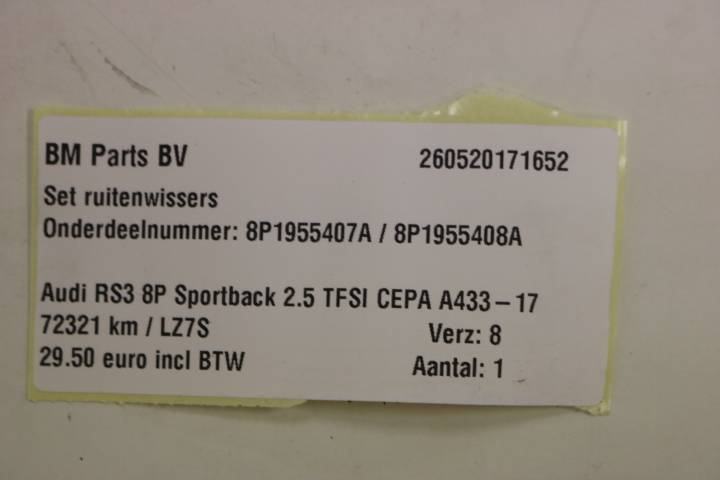 BM Parts BV 260520171652
Set ruitenwissers
Onderdeelnummer: 8P1955407A / 8P1955408A
Audi RS3 8P Sportback 2.5 TFSI CEPA A433-17
72321 km / LZ7S Verz: 8
29.50 euro incl BTW Aantal: 1